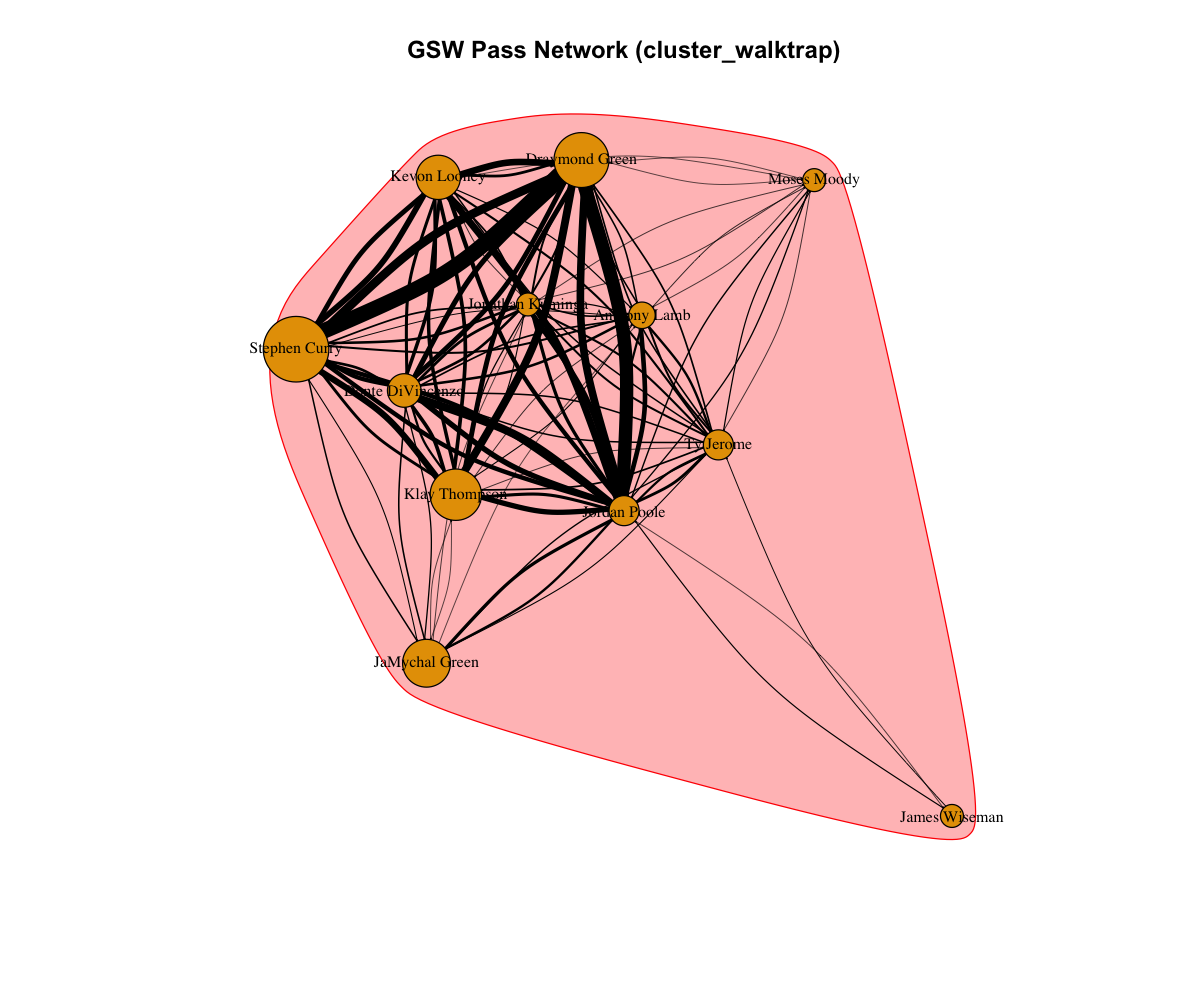 GSW Pass Network (cluster_walktrap)
Draymond Green
Kevon Looney
Moses Moody
Jonathan Kuminga
Anthony Lamb
Stephen Curry
Donte DiVincenzo
Ty Jerome
Klay Thompson
Jordan Poole
JaMychal Green
James Wiseman